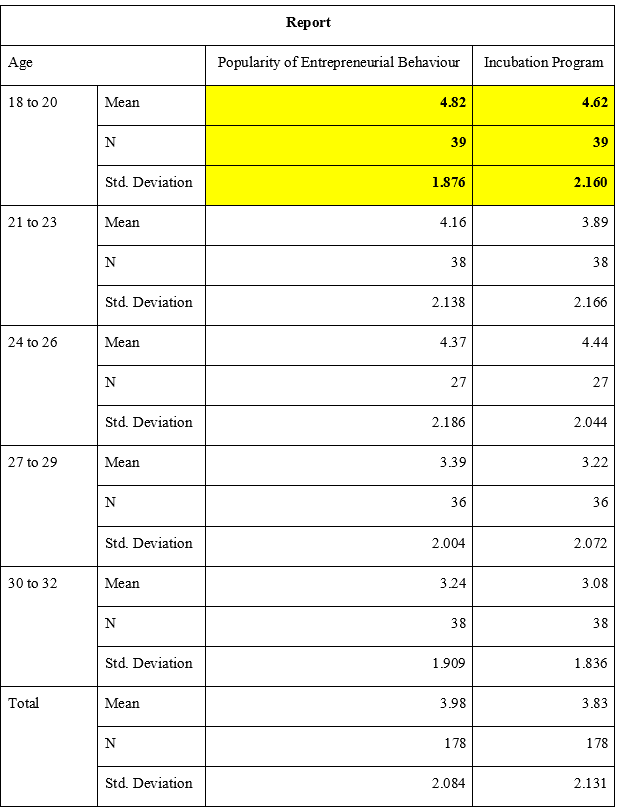 Report
Age Popularity of Entrepreneurial Behaviour Incubation Program
18 to 20 Mean 4.82 4.62
N 39 39
Std. Deviation 1.876 2.160
21 to 23 Mean 4.16 3.89
N 38 38
Std. Deviation 2.138 2.166
24 to 26 Mean 4.37 4.44
N 27 27
Std. Deviation 2.186 2.044
27 to 29 Mean 3.39 3.22
N 36 36
Std. Deviation 2.004 2.072
30 to 32 Mean 3.24 3.08
N 38 38
Std. Deviation 1.909 1.836
Total Mean 3.98 3.83
N 178 178
Std. Deviation 2.084 2.131